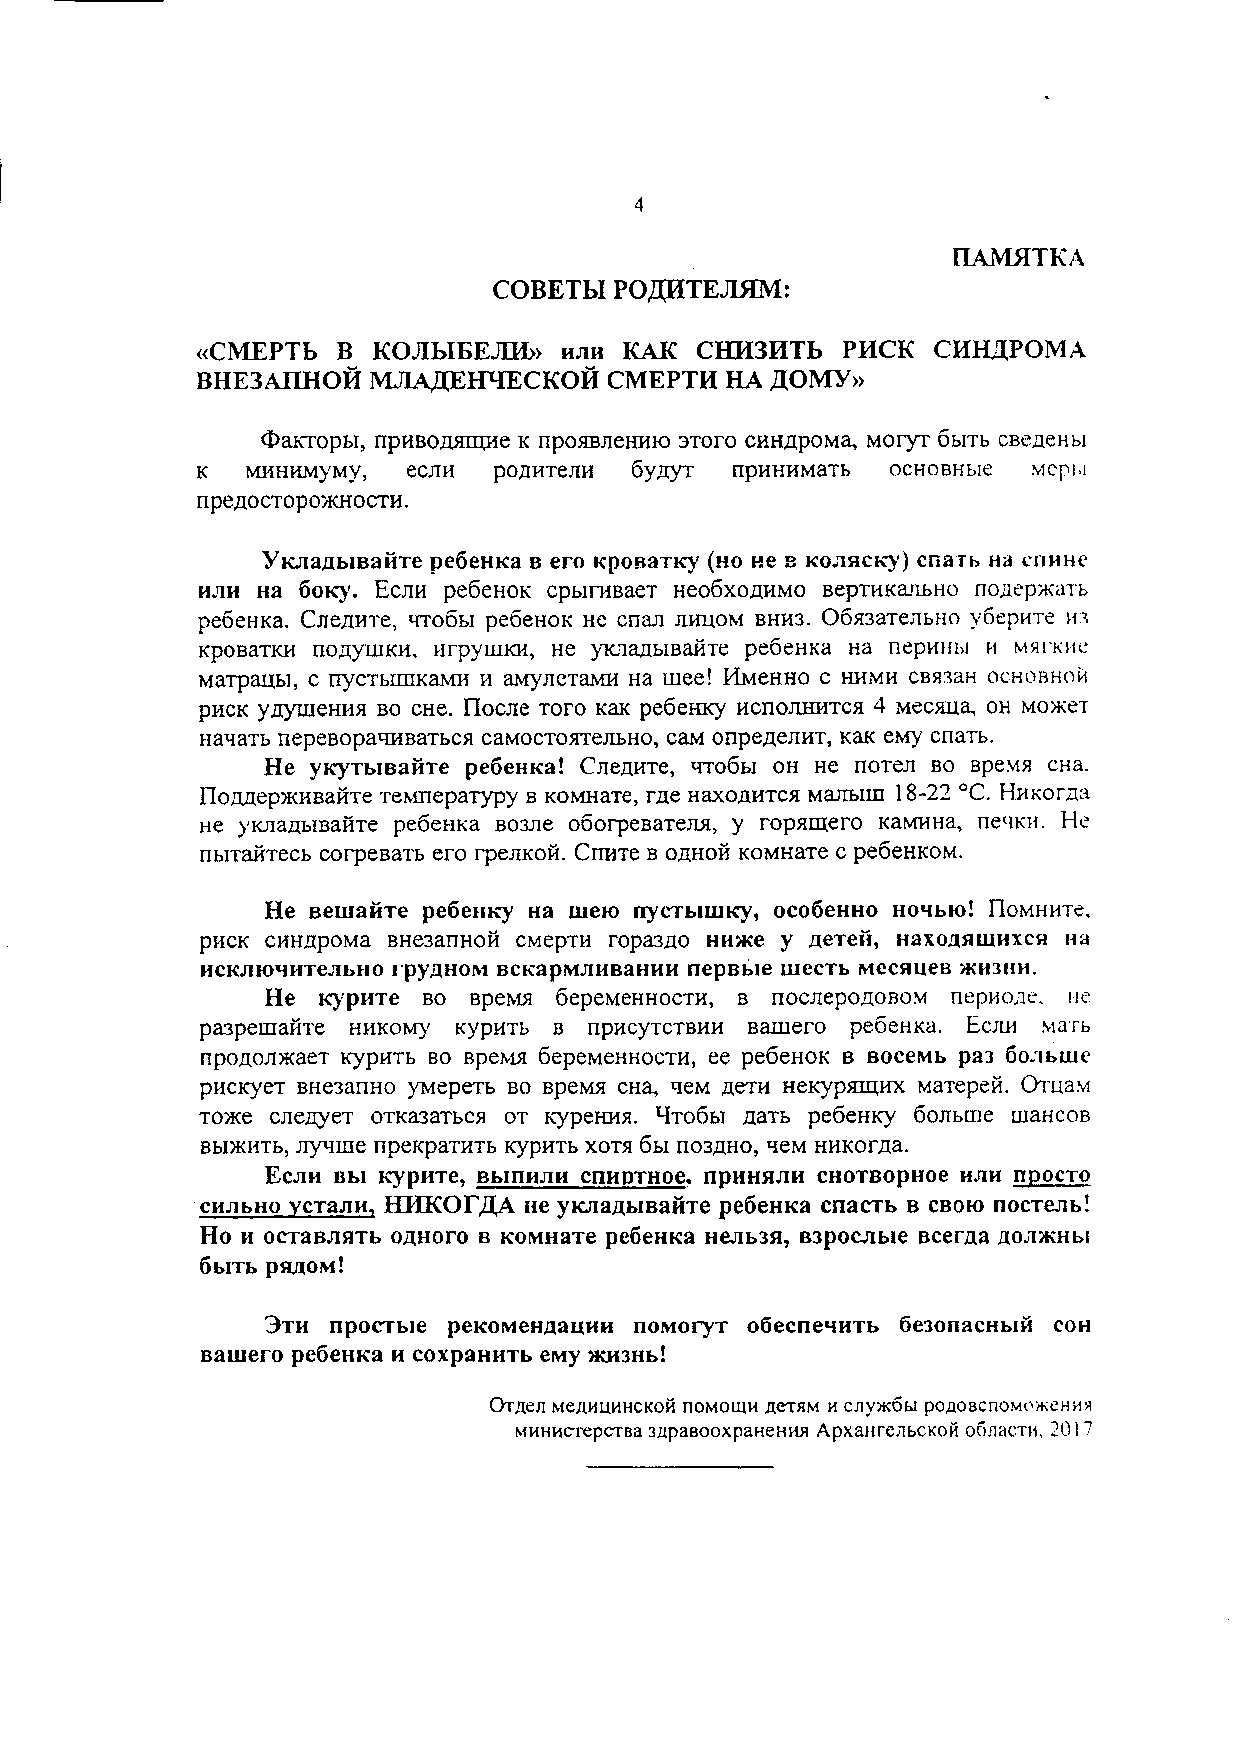 4
ПАМЯТКА
СОВЕТЫ РОДИТЕЛЯМ:
«СМЕРТЬ В КОЛЫБЕЛИ» или КАК СНИЗИТЬ РИСК СИНДРОМА
ВНЕЗАПНОЙ МЛАДЕНЧЕСКОЙ СМЕРТИ НА ДОМУ»
Факторы, приводящие к проявлению этого синдрома, могут быть сведены
к минимуму, если родители будут принимать основные меры
предосторожности.
Укладывайте ребенка в его кроватку (но не в коляску) спать на спине
или на боку. Если ребенок срыгивает необходимо вертикально подержать
ребенка. Следите, чтобы ребенок не спал лицом вниз. Обязательно уберите из
кроватки подушки, игрушки, не укладывайте ребенка на перины и мягкие
матрацы, с пустышками и амулетами на шее! Именно с ними связан основной
риск удушения во сне. После того как ребенку исполнится 4 месяца, он может
начать переворачиваться самостоятельно, сам определит, как ему спать.
Не укутывайте ребенка! Следите, чтобы он не потел во время сна.
Поддерживайте температуру в комнате, где находится малыш 18-22 °С. Никогда
не укладывайте ребенка возле обогревателя, у горящего камина, печки. Не
пытайтесь согревать его грелкой. Спите в одной комнате с ребенком.
Не вешайте ребенку на шею пустышку, особенно ночью! Помните,
риск синдрома внезапной смерти гораздо ниже у детей, находящихся на
исключительно грудном вскармливании первые шесть месяцев жизни.
Не курите во время беременности, в послеродовом периоде, не
разрешайте никому курить в присутствии вашего ребенка. Если мать
продолжает курить во время беременности, ее ребенок в восемь раз больше
рискует внезапно умереть во время сна, чем дети некурящих матерей. Отцам
тоже следует отказаться от курения. Чтобы дать ребенку больше шансов
выжить, лучше прекратить курить хотя бы поздно, чем никогда.
Если вы курите, выпили спиртное, приняли снотворное или просто
сильно устали, НИКОГДА не укладывайте ребенка спасть в свою постель!
Но и оставлять одного в комнате ребенка нельзя, взрослые всегда должны
быть рядом!
Эти простые рекомендации помогут обеспечить безопасный сон
вашего ребенка и сохранить ему жизнь!
Отдел медицинской помощи детям и службы родовспоможения
министерства здравоохранения Архангельской области, 2017